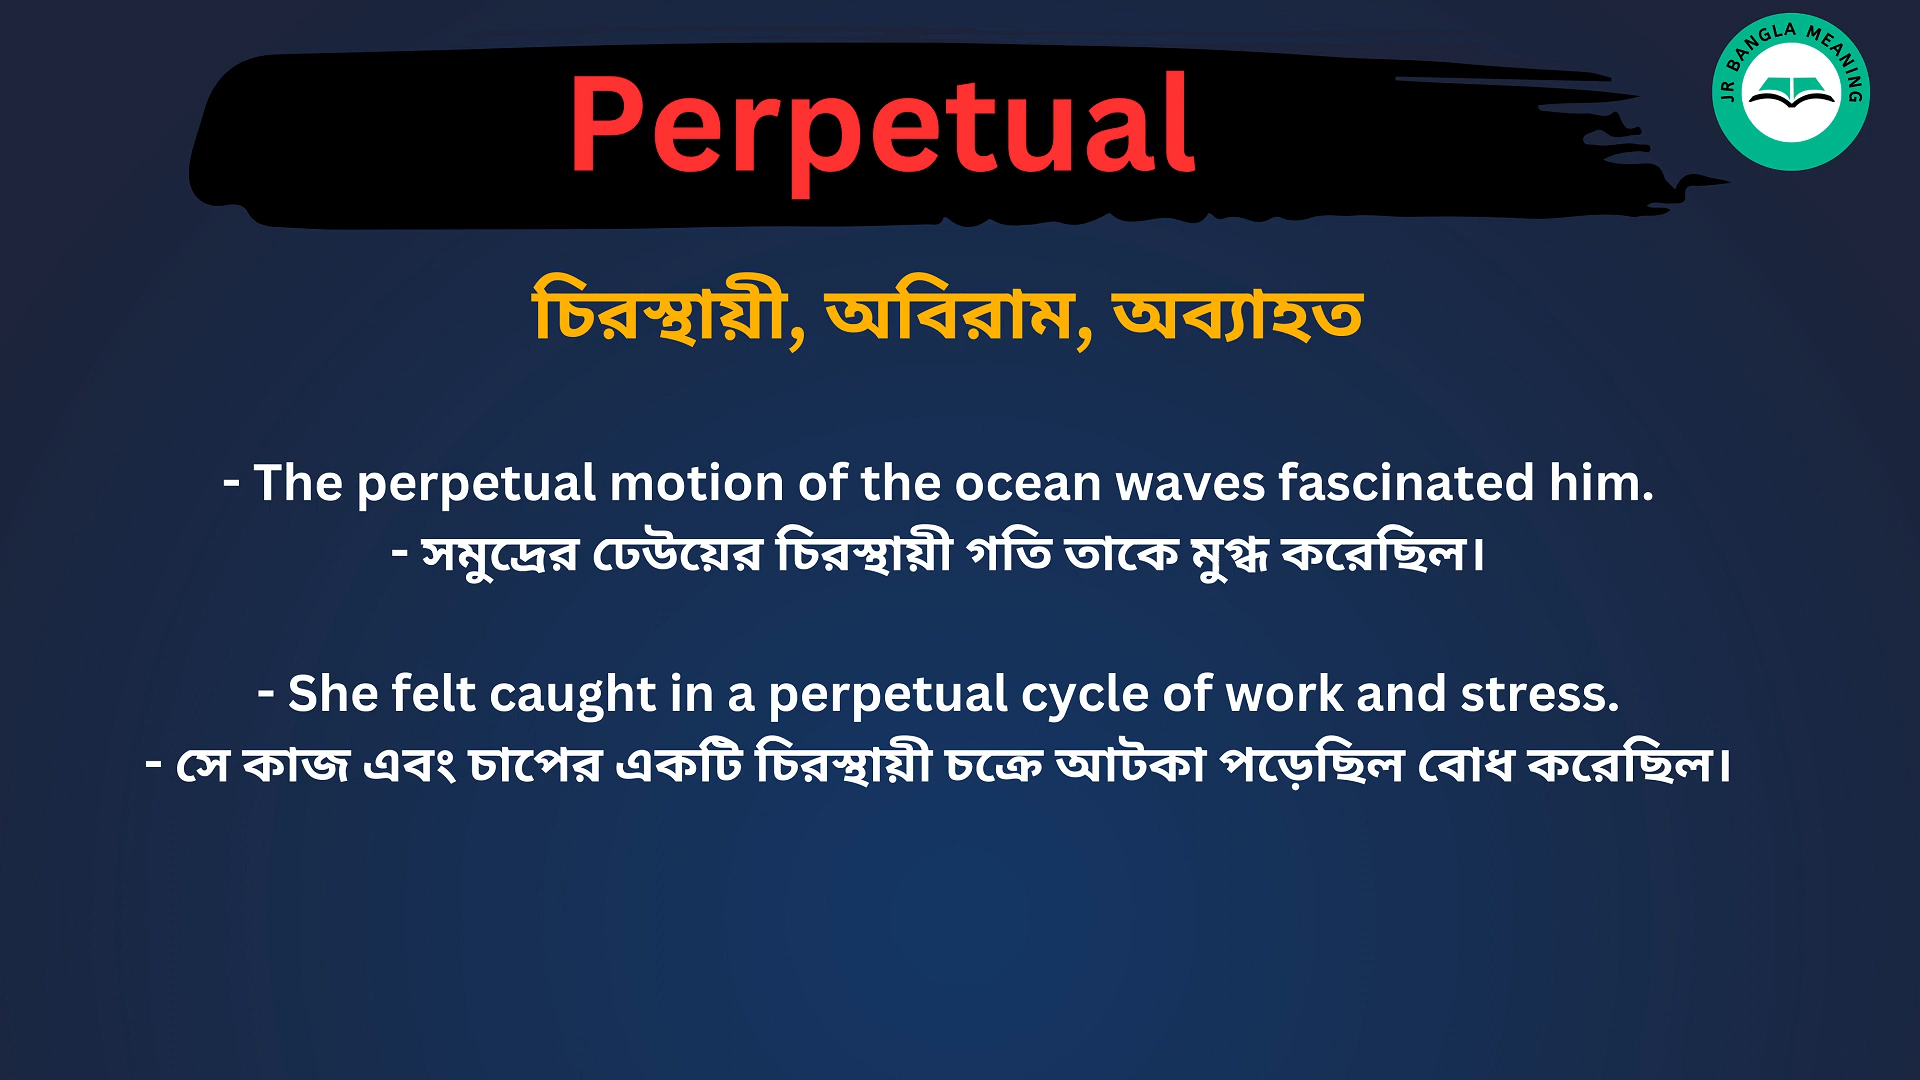 JR BANGLA MEANING
Perpetual
চিরস্থায়ী, অবিরাম, অব্যাহত
- The perpetual motion of the ocean waves fascinated him.
- সমুদ্রের ঢেউয়ের চিরস্থায়ী গতি তাকে মুগ্ধ করেছিল।
- She felt caught in a perpetual cycle of work and stress.
- সে কাজ এবং চাপের একটি চিরস্থায়ী চক্রে আটকা পড়েছিল বোধ করেছিল।